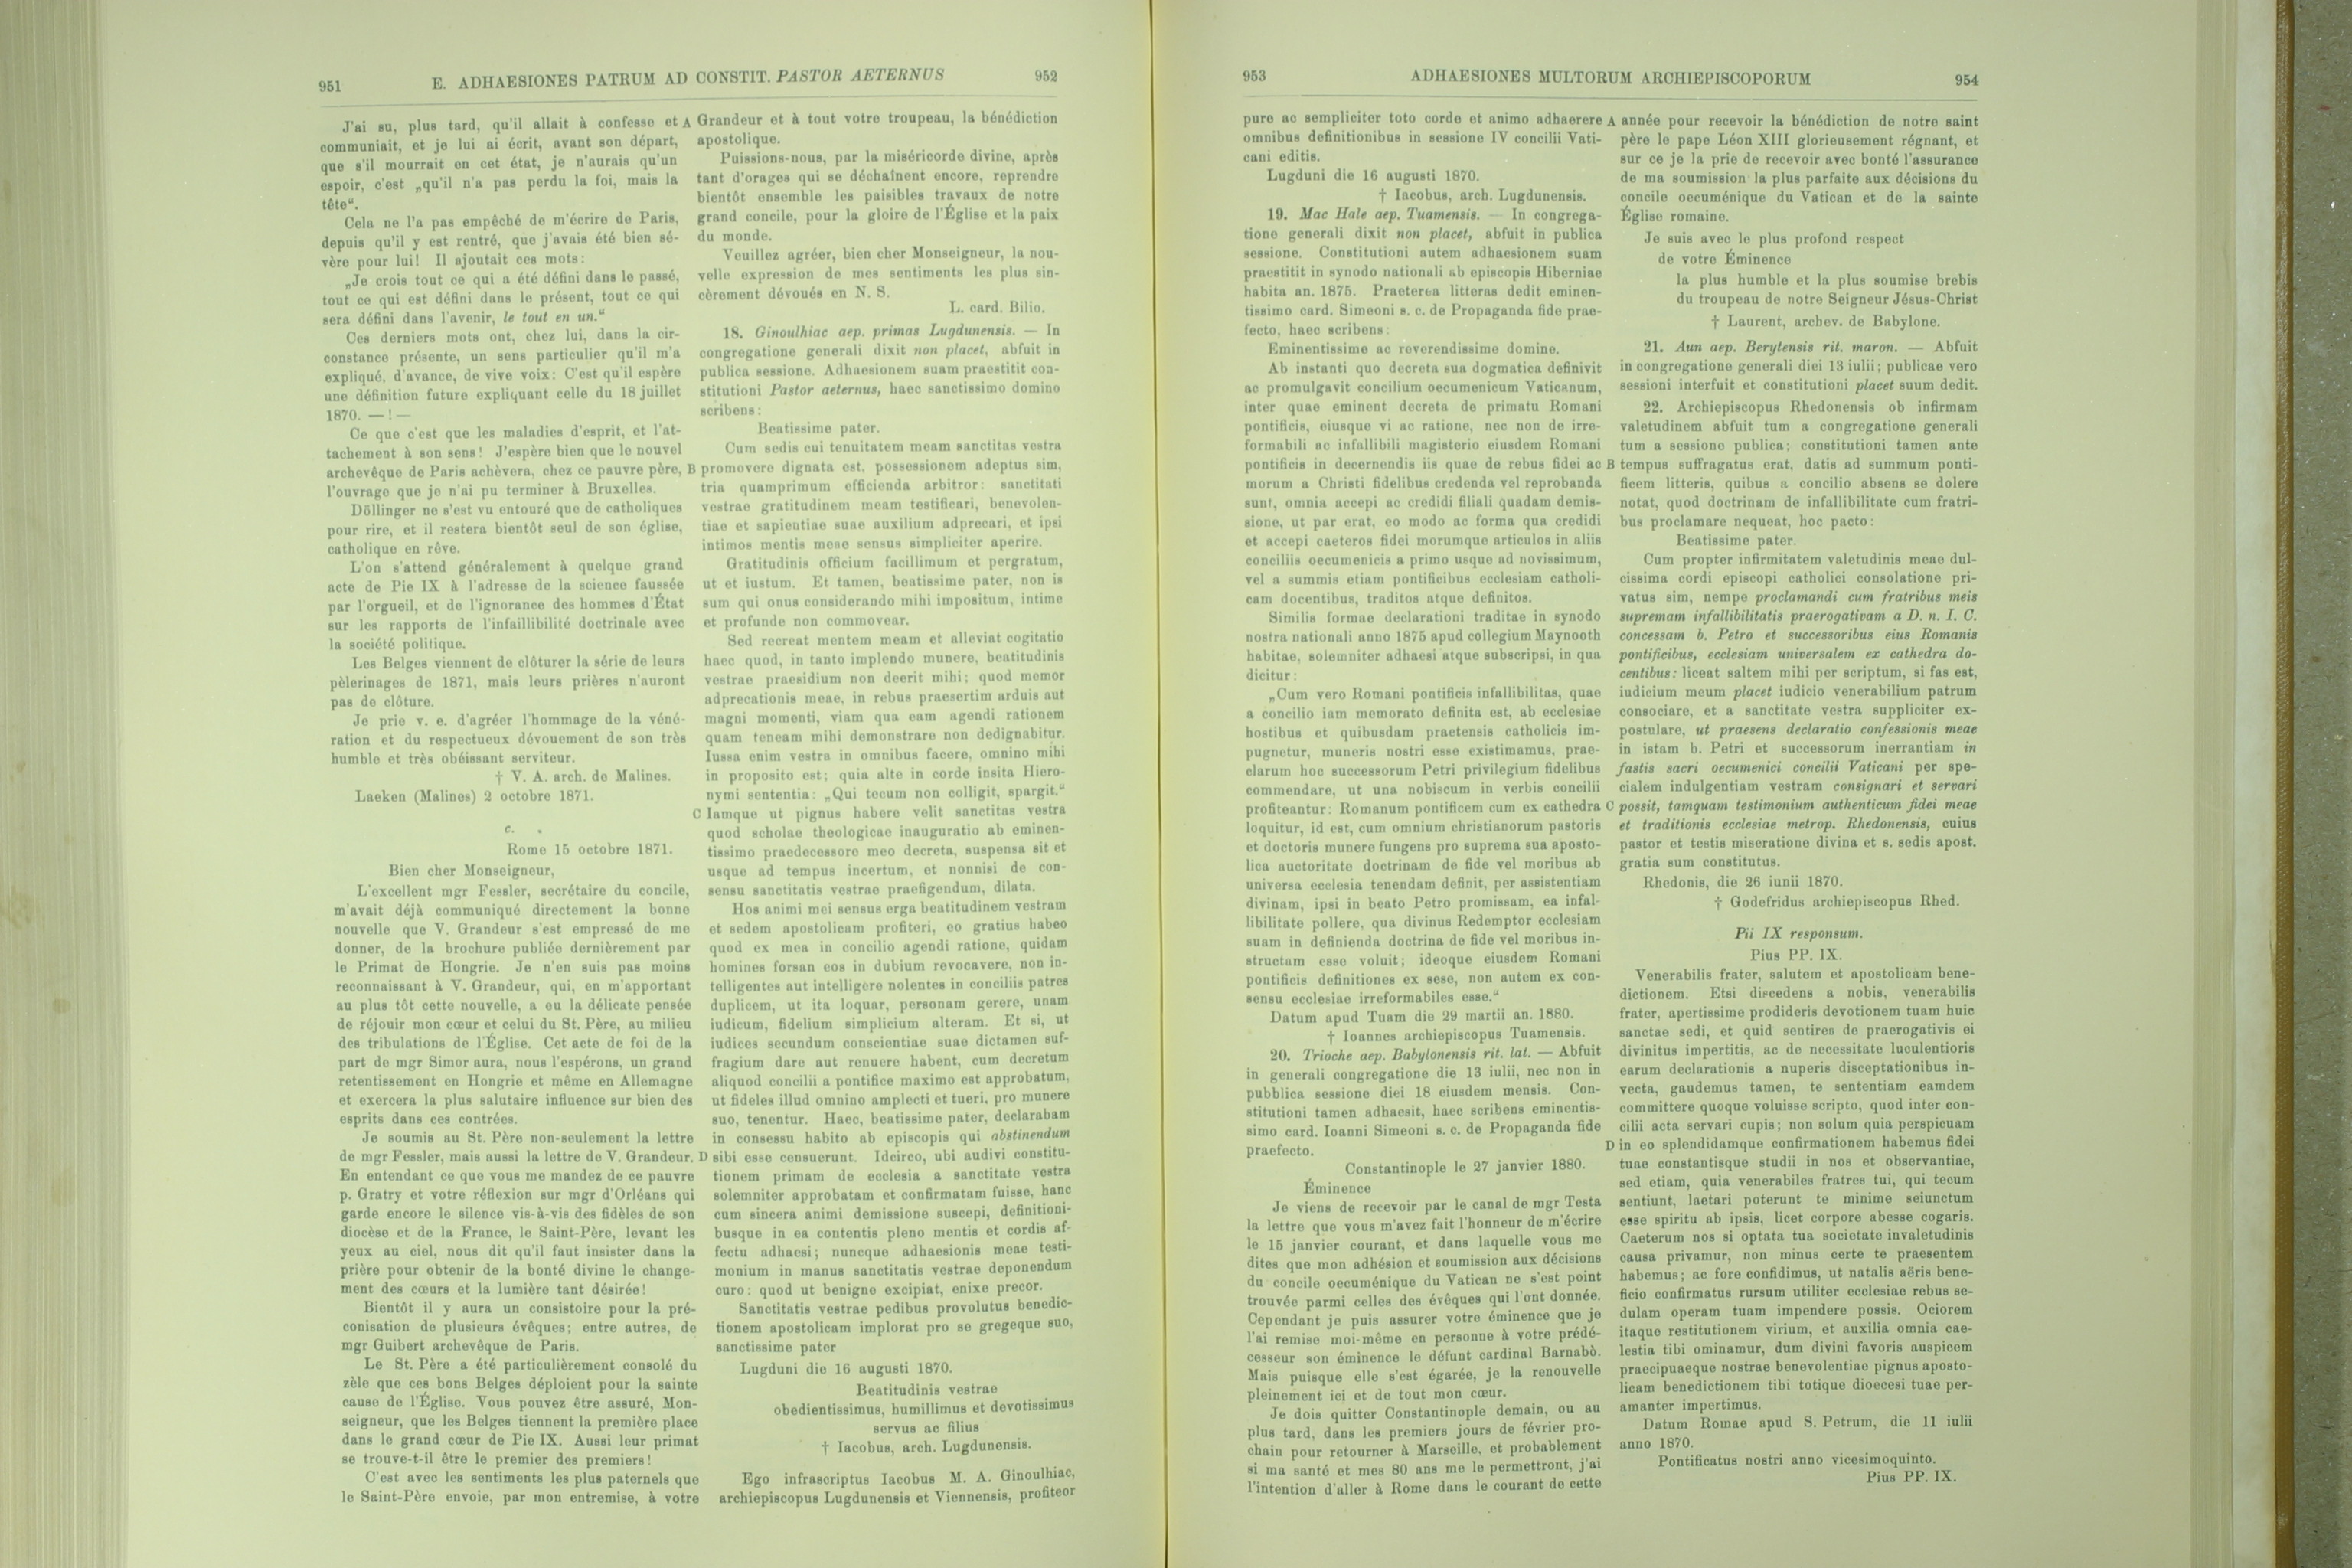 951
E. ADHAESIONES PATRUM AD CONSTIT. PASTOR AETERNUS
952
J'ai su, plus tard, qu'il allait à confesse et
communiait, et je lui ai écrit, avant son départ,
que s'il mourrait en cet état, je n'aurais qu'un
espoir, c'est „qu'il n'a pas perdu la foi, mais la
tête“.
Cela ne l'a pas empêché de m'écrire de Paris,
depuis qu'il y est rentré, que j'avais été bien sé-
vère pour lui! Il ajoutait ces mots:
„Je crois tout ce qui a été défini dans le passé,
tout ce qui est défini dans le présent, tout ce qui
sera défini dans l'avenir, le tout en un.“
Ces derniers mots ont, chez lui, dans la cir-
constance présente, un sens particulier qu'il m'a
expliqué, d'avance, de vive voix: C'est qu'il espère
une définition future expliquant celle du 18 juillet
1870. — ! —
Ce que c'est que les maladies d'esprit, et l'at-
tachement à son sens! J'espère bien que le nouvel
archevêque de Paris achèvera, chez ce pauvre père,
l'ouvrage que je n'ai pu terminer à Bruxelles.
Döllinger ne s'est vu entouré que de catholiques
pour rire, et il restera bientôt seul de son église,
catholique en rêve.
L'on s'attend généralement à quelque grand
acte de Pie IX à l'adresse de la science faussée
par l'orgueil, et de l'ignorance des hommes d'État
sur les rapports de l'infaillibilité doctrinale avec
la société politique.
Les Belges viennent de clôturer la série de leurs
pèlerinages de 1871, mais leurs prières n'auront
pas de clôture.
Je prie v. e. d'agréer l'hommage de la véné-
ration et du respectueux dévouement de son très
humble et très obéissant serviteur.
† V. A. arch. de Malines.
Laeken (Malines) 2 octobre 1871.
c.
Rome 15 octobre 1871.
Bien cher Monseigneur,
L'excellent mgr Fessler, secrétaire du concile,
m'avait déjà communiqué directement la bonne
nouvelle que V. Grandeur s'est empressé de me
donner, de la brochure publiée dernièrement par
le Primat de Hongrie. Je n'en suis pas moins
reconnaissant à V. Grandeur, qui, en m'apportant
au plus tôt cette nouvelle, a eu la délicate pensée
de réjouir mon cœur et celui du St. Père, au milieu
des tribulations de l'Église. Cet acte de foi de la
part de mgr Simor aura, nous l'espérons, un grand
retentissement en Hongrie et même en Allemagne
et exercera la plus salutaire influence sur bien des
esprits dans ces contrées.
Je soumis au St. Père non-seulement la lettre
de mgr Fessler, mais aussi la lettre de V. Grandeur.
En entendant ce que vous me mandez de ce pauvre
p. Gratry et votre réflexion sur mgr d'Orléans qui
garde encore le silence vis-à-vis des fidèles de son
diocèse et de la France, le Saint-Père, levant les
yeux au ciel, nous dit qu'il faut insister dans la
prière pour obtenir de la bonté divine le change-
ment des cœurs et la lumière tant désirée!
Bientôt il y aura un consistoire pour la pré-
conisation de plusieurs évêques; entre autres, de
mgr Guibert archevêque de Paris.
Le St. Père a été particulièrement consolé du
zèle que ces bons Belges déploient pour la sainte
cause de l'Église. Vous pouvez être assuré, Mon-
seigneur, que les Belges tiennent la première place
dans le grand cœur de Pie IX. Aussi leur primat
se trouve-t-il être le premier des premiers!
C'est avec les sentiments les plus paternels que
le Saint-Père envoie, par mon entremise, à votre
A Grandeur et à tout votre troupeau, la bénédiction
apostolique.
Puissions-nous, par la miséricorde divine, après
tant d'orages qui se déchaînent encore, reprendre
bientôt ensemble les paisibles travaux de notre
grand concile, pour la gloire de l'Église et la paix
du monde.
Veuillez agréer, bien cher Monseigneur, la nou-
velle expression de mes sentiments les plus sin-
cèrement dévoués en N. S.
L. card. Bilio.
18. Ginoulhiac aep. primas Lugdunensis. — In
congregatione generali dixit non placet, abfuit in
publica sessione. Adhaesionem suam praestitit con-
stitutioni Pastor aeternus, haec sanctissimo domino
scribens:
Beatissime pater.
Cum sedis cui tenuitatem meam sanctitas vestra
B promovere dignata est, possessionem adeptus sim,
tria quamprimum efficienda arbitror: sanctitati
vestrae gratitudinem meam testificari, benevolen-
tiae et sapientiae suae auxilium adprecari, et ipsi
intimos mentis meae sensus simpliciter aperire.
Gratitudinis officium facillimum et pergratum,
ut et iustum. Et tamen, beatissime pater, non is
sum qui onus considerando mihi impositum, intime
et profunde non commovear.
Sed recreat mentem meam et alleviat cogitatio
haec quod, in tanto implendo munere, beatitudinis
vestrae praesidium non deerit mihi; quod memor
adprecationis meae, in rebus praesertim arduis aut
magni momenti, viam qua eam agendi rationem
quam teneam mihi demonstrare non dedignabitur.
Iussa enim vestra in omnibus facere, omnino mihi
in proposito est; quia alte in corde insita Hiero-
nymi sententia: „Qui tecum non colligit, spargit.“
C Iamque ut pignus habere velit sanctitas vestra
quod scholae theologicae inauguratio ab eminen-
tissimo praedecessore meo decreta, suspensa sit et
usque ad tempus incertum, et nonnisi de con-
sensu sanctitatis vestrae praefigendum, dilata.
Hos animi mei sensus erga beatitudinem vestram
et sedem apostolicam profiteri, eo gratius habeo
quod ex mea in concilio agendi ratione, quidam
homines forsan eos in dubium revocavere, non in-
telligentes aut intelligere nolentes in conciliis patres
duplicem, ut ita loquar, personam gerere, unam
iudicum, fidelium simplicium alteram. Et si, ut
iudices secundum conscientiae suae dictamen suf-
fragium dare aut renuere habent, cum decretum
aliquod concilii a pontifice maximo est approbatum,
ut fideles illud omnino amplecti et tueri, pro munere
suo, tenentur. Haec, beatissime pater, declarabam
in consessu habito ab episcopis qui abstinendum
D sibi esse censuerunt. Idcirco, ubi audivi constitu-
tionem primam de ecclesia a sanctitate vestra
solemniter approbatam et confirmatam fuisse, hanc
cum sincera animi demissione suscepi, definitioni-
busque in ea contentis pleno mentis et cordis af-
fectu adhaesi; nuncque adhaesionis meae testi-
monium in manus sanctitatis vestrae deponendum
curo: quod ut benigne excipiat, enixe precor.
Sanctitatis vestrae pedibus provolutus benedic-
tionem apostolicam implorat pro se gregeque suo,
sanctissime pater
Lugduni die 16 augusti 1870.
Beatitudinis vestrae
obedientissimus, humillimus et devotissimus
servus ac filius
† Iacobus, arch. Lugdunensis.
Ego infrascriptus Iacobus M. A. Ginoulhiac,
archiepiscopus Lugdunensis et Viennensis, profiteor
953
ADHAESIONES MULTORUM ARCHIEPISCOPORUM
954
pure ac sempliciter toto corde et animo adhaerere
omnibus definitionibus in sessione IV concilii Vati-
cani editis.
Lugduni die 16 augusti 1870.
† Iacobus, arch. Lugdunensis.
19. Mac Hale aep. Tuamensis. — In congrega-
tione generali dixit non placet, abfuit in publica
sessione. Constitutioni autem adhaesionem suam
praestitit in synodo nationali ab episcopis Hiberniae
habita an. 1875. Praeterea litteras dedit eminen-
tissimo card. Simeoni s. c. de Propaganda fide prae-
fecto, haec scribens:
Eminentissime ac reverendissime domine.
Ab instanti quo decreta sua dogmatica definivit
ac promulgavit concilium oecumenicum Vaticanum,
inter quae eminent decreta de primatu Romani
pontificis, eiusque vi ac ratione, nec non de irre-
formabili ac infallibili magisterio eiusdem Romani
pontificis in decernendis iis quae de rebus fidei ac
morum a Christi fidelibus credenda vel reprobanda
sunt, omnia accepi ac credidi filiali quadam demis-
sione, ut par erat, eo modo ac forma qua credidi
et accepi caeteros fidei morumque articulos in aliis
conciliis oecumenicis a primo usque ad novissimum,
vel a summis etiam pontificibus ecclesiam catholi-
cam docentibus, traditos atque definitos.
Similis formae declarationi traditae in synodo
nostra nationali anno 1875 apud collegium Maynooth
habitae, solemniter adhaesi atque subscripsi, in qua
dicitur:
„Cum vero Romani pontificis infallibilitas, quae
a concilio iam memorato definita est, ab ecclesiae
hostibus et quibusdam praetensis catholicis im-
pugnetur, muneris nostri esse existimamus, prae-
clarum hoc successorum Petri privilegium fidelibus
commendare, ut una nobiscum in verbis concilii
profiteantur: Romanum pontificem cum ex cathedra
loquitur, id est, cum omnium christianorum pastoris
et doctoris munere fungens pro suprema sua aposto-
lica auctoritate doctrinam de fide vel moribus ab
universa ecclesia tenendam definit, per assistentiam
divinam, ipsi in beato Petro promissam, ea infal-
libilitate pollere, qua divinus Redemptor ecclesiam
suam in definienda doctrina de fide vel moribus in-
structam esse voluit; ideoque eiusdem Romani
pontificis definitiones ex sese, non autem ex con-
sensu ecclesiae irreformabiles esse.“
Datum apud Tuam die 29 martii an. 1880.
† Ioannes archiepiscopus Tuamensis.
20. Trioche aep. Babylonensis rit. lat. — Abfuit
in generali congregatione die 13 iulii, nec non in
pubblica sessione diei 18 eiusdem mensis. Con-
stitutioni tamen adhaesit, haec scribens eminentis-
simo card. Ioanni Simeoni s. c. de Propaganda fide
praefecto.
Constantinople le 27 janvier 1880.
Éminence
Je viens de recevoir par le canal de mgr Testa
la lettre que vous m'avez fait l'honneur de m'écrire
le 15 janvier courant, et dans laquelle vous me
dites que mon adhésion et soumission aux décisions
du concile oecuménique du Vatican ne s'est point
trouvée parmi celles des évêques qui l'ont donnée.
Cependant je puis assurer votre éminence que je
l'ai remise moi-même en personne à votre prédé-
cesseur son éminence le défunt cardinal Barnabò.
Mais puisque elle s'est égarée, je la renouvelle
pleinement ici et de tout mon cœur.
Je dois quitter Constantinople demain, ou au
plus tard, dans les premiers jours de février pro-
chain pour retourner à Marseille, et probablement
si ma santé et mes 80 ans me le permettront, j'ai
l'intention d'aller à Rome dans le courant de cette
A année pour recevoir la bénédiction de notre saint
père le pape Léon XIII glorieusement régnant, et
sur ce je la prie de recevoir avec bonté l'assurance
de ma soumission la plus parfaite aux décisions du
concile oecuménique du Vatican et de la sainte
Église romaine.
Je suis avec le plus profond respect
de votre Éminence
la plus humble et la plus soumise brebis
du troupeau de notre Seigneur Jésus-Christ
† Laurent, archev. de Babylone.
21. Aun aep. Berytensis rit. maron. — Abfuit
in congregatione generali diei 13 iulii; publicae vero
sessioni interfuit et constitutioni placet suum dedit.
22. Archiepiscopus Rhedonensis ob infirmam
valetudinem abfuit tum a congregatione generali
tum a sessione publica; constitutioni tamen ante
B tempus suffragatus erat, datis ad summum ponti-
ficem litteris, quibus a concilio absens se dolere
notat, quod doctrinam de infallibilitate cum fratri-
bus proclamare nequeat, hoc pacto:
Beatissime pater.
Cum propter infirmitatem valetudinis meae dul-
cissima cordi episcopi catholici consolatione pri-
vatus sim, nempe proclamandi cum fratribus meis
supremam infallibilitatis praerogativam a D. n. I. C.
concessam b. Petro et successoribus eius Romanis
pontificibus, ecclesiam universalem ex cathedra do-
centibus: liceat saltem mihi per scriptum, si fas est,
iudicium meum placet iudicio venerabilium patrum
consociare, et a sanctitate vestra suppliciter ex-
postulare, ut praesens declaratio confessionis meae
in istam b. Petri et successorum inerrantiam in
fastis sacri oecumenici concilii Vaticani per spe-
cialem indulgentiam vestram consignari et servari
C possit, tamquam testimonium authenticum fidei meae
et traditionis ecclesiae metrop. Rhedonensis, cuius
pastor et testis miseratione divina et s. sedis apost.
gratia sum constitutus.
Rhedonis, die 26 iunii 1870.
† Godefridus archiepiscopus Rhed.
Pii IX responsum.
Pius PP. IX.
Venerabilis frater, salutem et apostolicam bene-
dictionem. Etsi discedens a nobis, venerabilis
frater, apertissime prodideris devotionem tuam huic
sanctae sedi, et quid sentires de praerogativis ei
divinitus impertitis, ac de necessitate luculentioris
earum declarationis a nuperis disceptationibus in-
vecta, gaudemus tamen, te sententiam eamdem
committere quoque voluisse scripto, quod inter con-
cilii acta servari cupis; non solum quia perspicuam
D in eo splendidamque confirmationem habemus fidei
tuae constantisque studii in nos et observantiae,
sed etiam, quia venerabiles fratres tui, qui tecum
sentiunt, laetari poterunt te minime seiunctum
esse spiritu ab ipsis, licet corpore abesse cogaris.
Caeterum nos si optata tua societate invaletudinis
causa privamur, non minus certe te praesentem
habemus; ac fore confidimus, ut natalis aëris bene-
ficio confirmatus rursum utiliter ecclesiae rebus se-
dulam operam tuam impendere possis. Ociorem
itaque restitutionem virium, et auxilia omnia cae-
lestia tibi ominamur, dum divini favoris auspicem
praecipuaeque nostrae benevolentiae pignus aposto-
licam benedictionem tibi totique dioecesi tuae per-
amanter impertimus.
Datum Romae apud S. Petrum, die 11 iulii
anno 1870.
Pontificatus nostri anno vicesimoquinto.
Pius PP. IX.